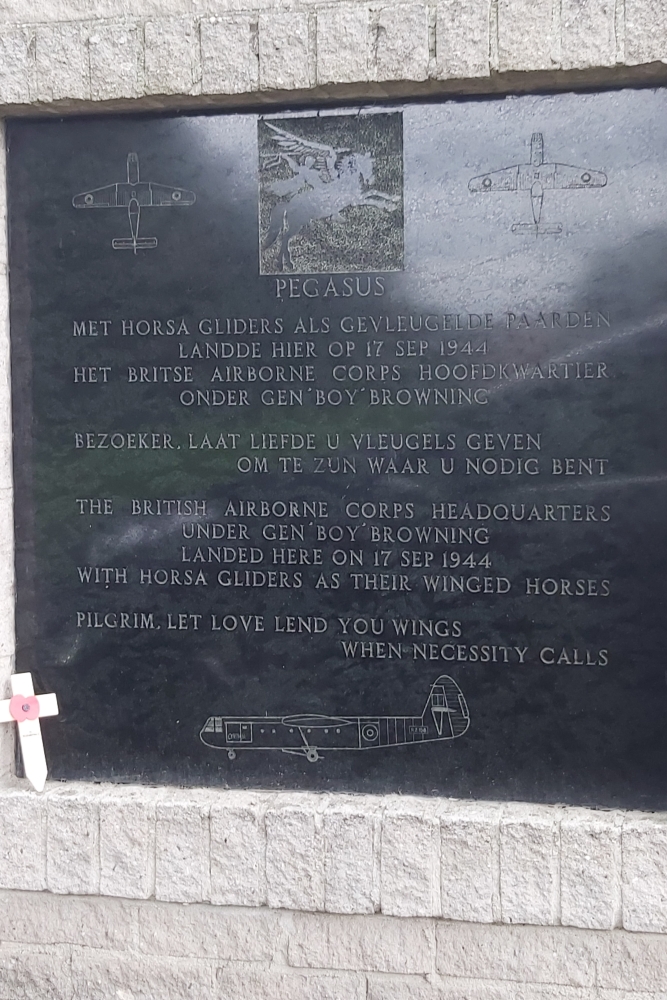 PEGASUS
MET HORSA GLIDERS ALS GEVLEUGELDE PAARDEN
LANDDE HIER OP 17 SEP 1944
HET BRITSE AIRBORNE CORPS HOOFDKWARTIER
ONDER GEN 'BOY' BROWNING
BEZOEKER, LAAT LIEFDE U VLEUGELS GEVEN
OM TE ZIJN WAAR U NODIG BENT
THE BRITISH AIRBORNE CORPS HEADQUARTERS
UNDER GEN 'BOY' BROWNING
LANDED HERE ON 17 SEP 1944
WITH HORSA GLIDERS AS THEIR WINGED HORSES
PILGRIM, LET LOVE LEND YOU WINGS
WHEN NECESSITY CALLS